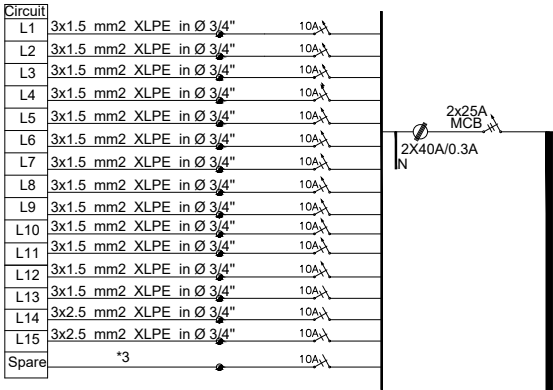 Circuit
L1 3x1.5 mm2 XLPE in Ø 3/4" 10A
L2 3x1.5 mm2 XLPE in Ø 3/4" 10A
L3 3x1.5 mm2 XLPE in Ø 3/4" 10A
L4 3x1.5 mm2 XLPE in Ø 3/4" 10A
L5 3x1.5 mm2 XLPE in Ø 3/4" 10A
L6 3x1.5 mm2 XLPE in Ø 3/4" 10A
L7 3x1.5 mm2 XLPE in Ø 3/4" 10A
L8 3x1.5 mm2 XLPE in Ø 3/4" 10A
L9 3x1.5 mm2 XLPE in Ø 3/4" 10A
L10 3x1.5 mm2 XLPE in Ø 3/4" 10A
L11 3x1.5 mm2 XLPE in Ø 3/4" 10A
L12 3x1.5 mm2 XLPE in Ø 3/4" 10A
L13 3x1.5 mm2 XLPE in Ø 3/4" 10A
L14 3x2.5 mm2 XLPE in Ø 3/4" 10A
L15 3x2.5 mm2 XLPE in Ø 3/4" 10A
Spare *3 10A
2x25A
MCB
2X40A/0.3A
N